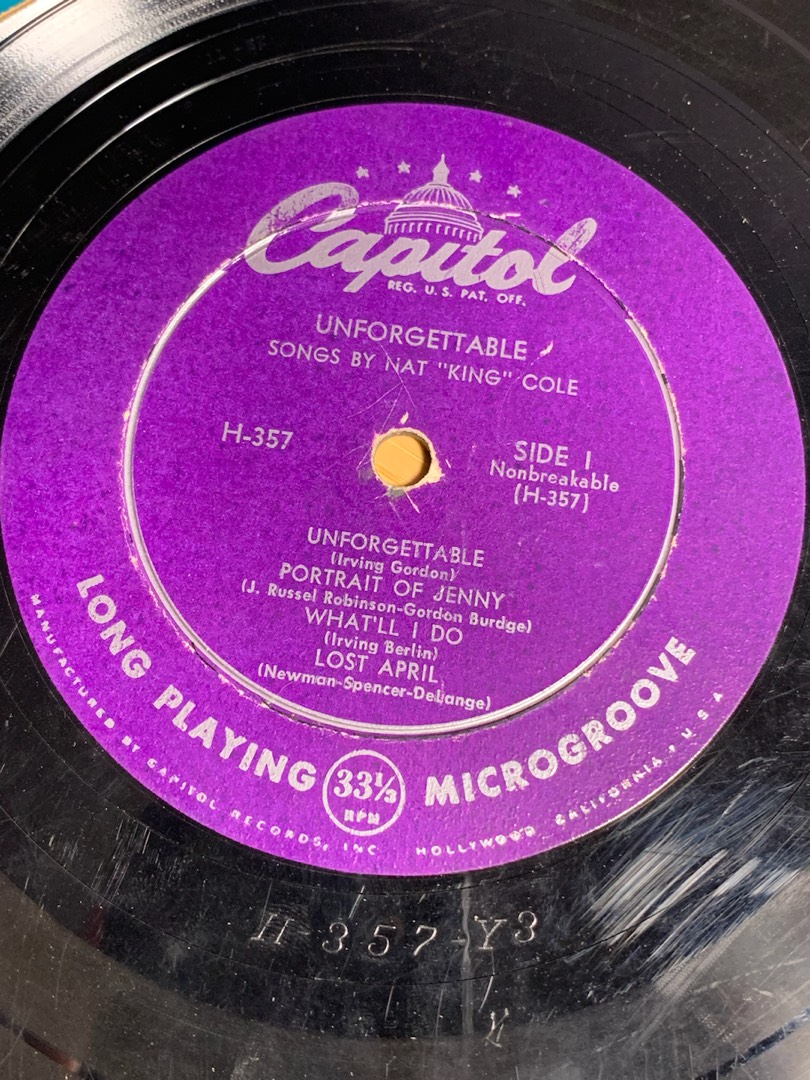 Capitol
REG. U.S. PAT. OFF.
UNFORGETTABLE
SONGS BY NAT "KING" COLE
H-357
SIDE 1
Nonbreakable
(H-357)
UNFORGETTABLE
(Irving Gordon)
PORTRAIT OF JENNY
(J. Russel Robinson-Gordon Burdge)
WHAT'LL I DO
(Irving Berlin)
LOST APRIL
(Newman-Spencer-DeLange)
LONG PLAYING 33⅓ RPM MICROGROOVE
MANUFACTURED BY CAPITOL RECORDS, INC. HOLLYWOOD, CALIFORNIA • U.S.A.
H-357-Y3